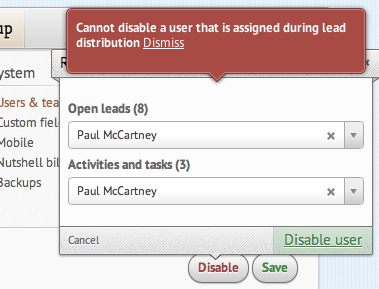 up
Cannot disable a user that is assigned during lead
distribution Dismiss
ystem
Users & tea
Custom fiel
Mobile
Nutshell bil
Backups
Open leads (8)
Paul McCartney
Activities and tasks (3)
Paul McCartney
Cancel
Disable user
Disable
Save